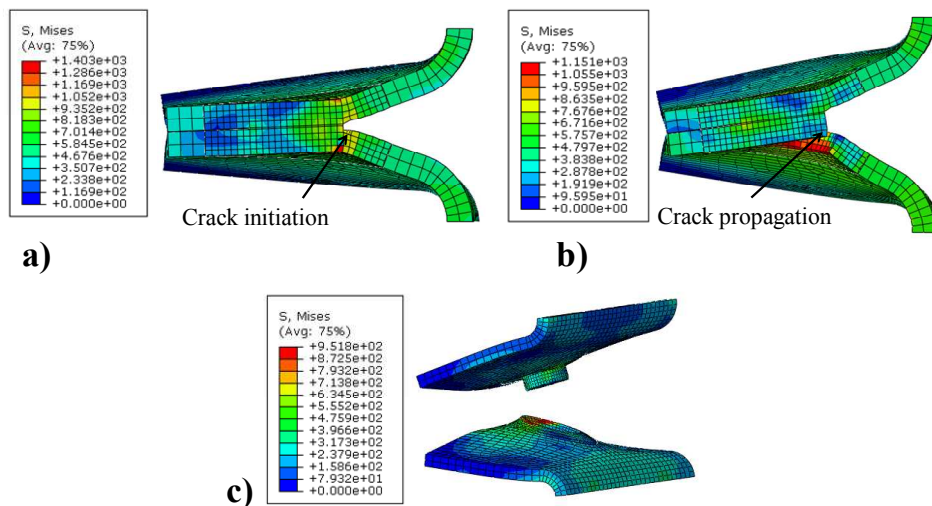 S, Mises
(Avg: 75%)
+1.403e+03
+1.286e+03
+1.169e+03
+1.052e+03
+9.352e+02
+8.183e+02
+7.014e+02
+5.845e+02
+4.676e+02
+3.507e+02
+2.338e+02
+1.169e+02
+0.000e+00
Crack initiation
a)
S, Mises
(Avg: 75%)
+1.151e+03
+1.055e+03
+9.595e+02
+8.635e+02
+7.676e+02
+6.716e+02
+5.757e+02
+4.797e+02
+3.838e+02
+2.878e+02
+1.919e+02
+9.595e+01
+0.000e+00
Crack propagation
b)
S, Mises
(Avg: 75%)
+9.518e+02
+8.725e+02
+7.932e+02
+7.138e+02
+6.345e+02
+5.552e+02
+4.759e+02
+3.966e+02
+3.173e+02
+2.379e+02
+1.586e+02
+7.932e+01
+0.000e+00
c)